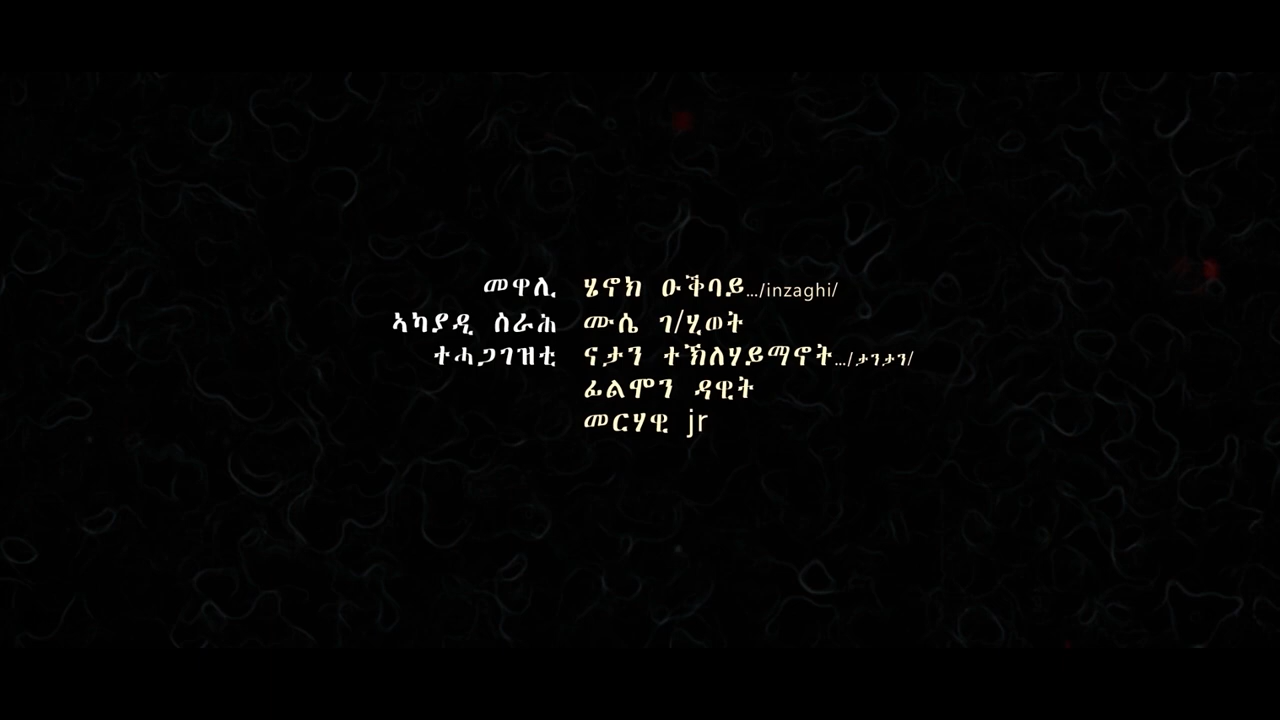 መዋሊ ሄኖክ ዑቕባይ.../inzaghi/
ኣካያዲ ስራሕ ሙሴ ገ/ሂወት
ተሓጋገዝቲ ናታን ተኽለሃይማኖት.../ታንታን/
ፊልሞን ዳዊት
መርሃዊ jr